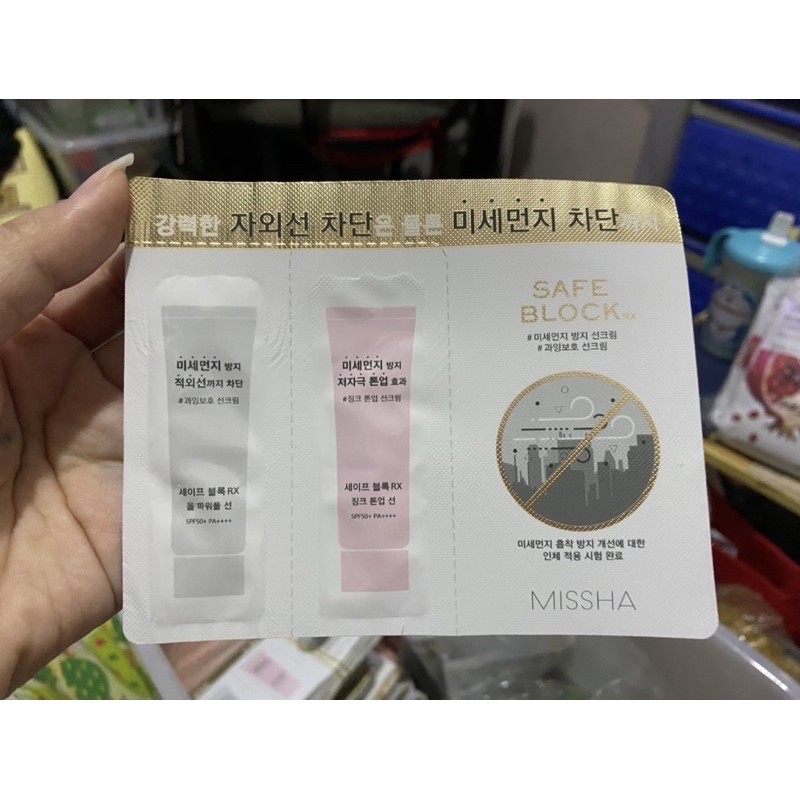 강력한 자외선 차단은 물론 미세먼지 차단까지
미세먼지 방지
적외선까지 차단
#과잉보호 선크림
세이프 블록 RX
올 파워풀 선
SPF50+ PA++++
미세먼지 방지
저자극 톤업 효과
#징크 톤업 선크림
세이프 블록 RX
징크 톤업 선
SPF50+ PA++++
SAFE
BLOCK RX
#미세먼지 방지 선크림
#과잉보호 선크림
미세먼지 흡착 방지 개선에 대한
인체 적용 시험 완료
MISSHA